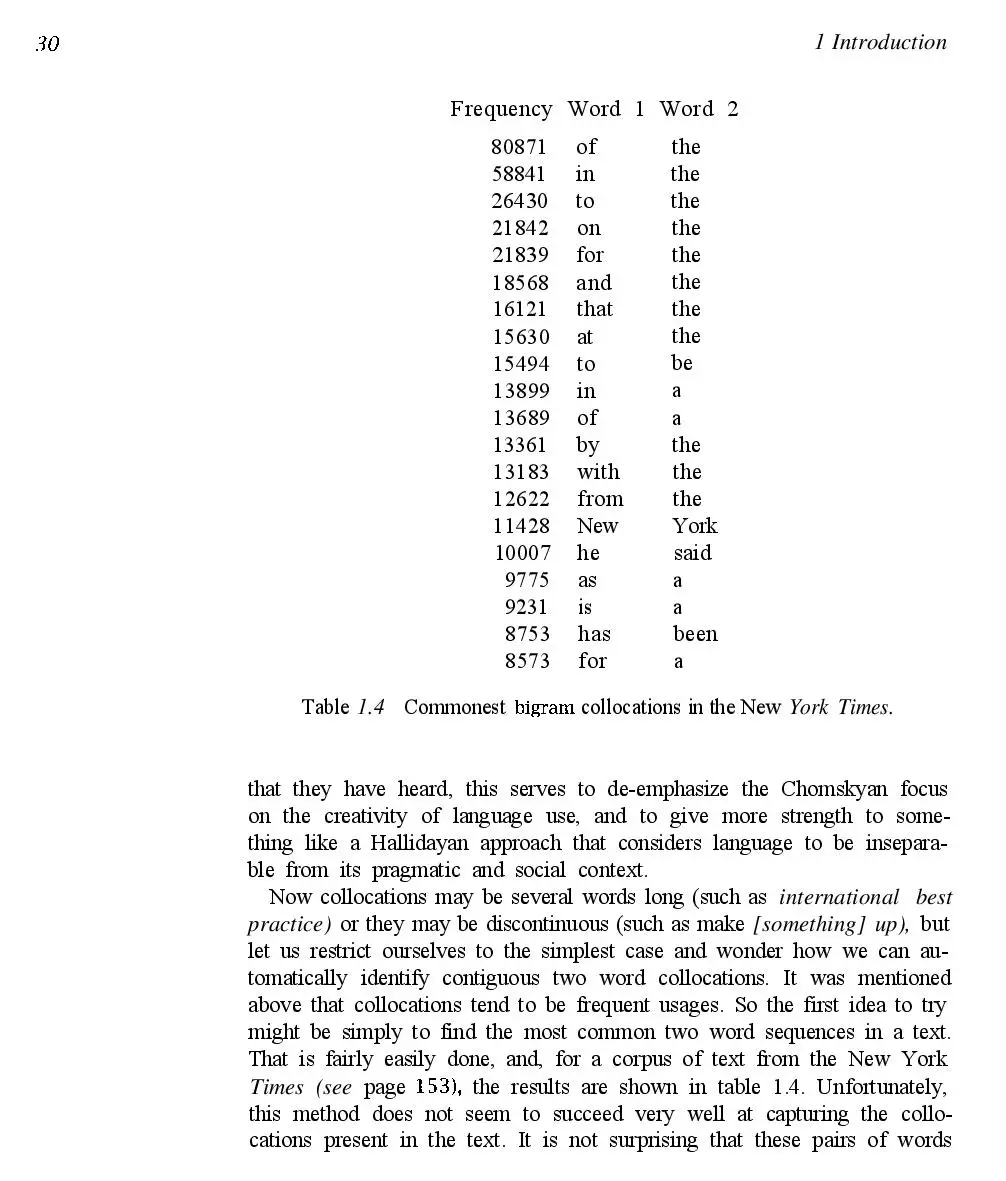 30 1 Introduction
Frequency Word 1 Word 2
80871 of the
58841 in the
26430 to the
21842 on the
21839 for the
18568 and the
16121 that the
15630 at the
15494 to be
13899 in a
13689 of a
13361 by the
13183 with the
12622 from the
11428 New York
10007 he said
9775 as a
9231 is a
8753 has been
8573 for a
Table 1.4 Commonest bigram collocations in the New York Times.
that they have heard, this serves to de-emphasize the Chomskyan focus
on the creativity of language use, and to give more strength to some-
thing like a Hallidayan approach that considers language to be insepara-
ble from its pragmatic and social context.
Now collocations may be several words long (such as international best
practice) or they may be discontinuous (such as make [something] up), but
let us restrict ourselves to the simplest case and wonder how we can au-
tomatically identify contiguous two word collocations. It was mentioned
above that collocations tend to be frequent usages. So the first idea to try
might be simply to find the most common two word sequences in a text.
That is fairly easily done, and, for a corpus of text from the New York
Times (see page 153), the results are shown in table 1.4. Unfortunately,
this method does not seem to succeed very well at capturing the collo-
cations present in the text. It is not surprising that these pairs of words